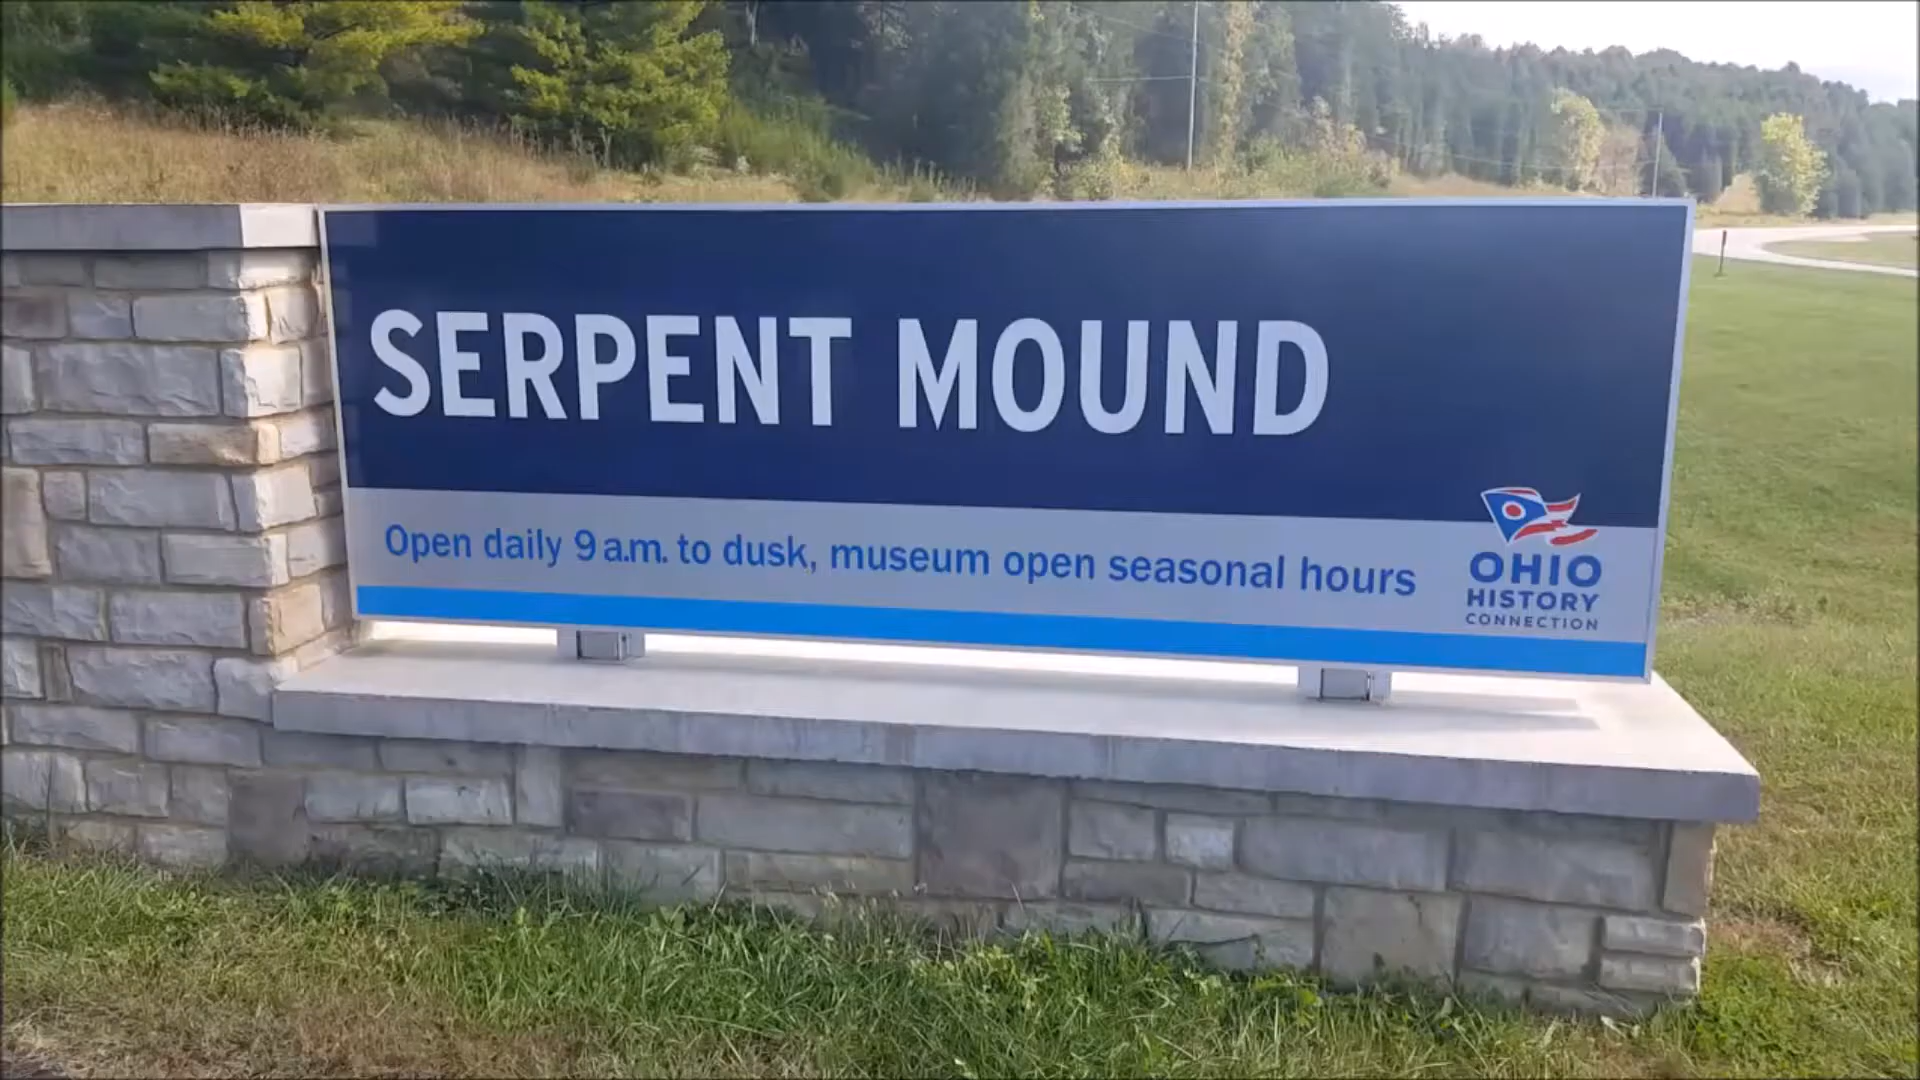 SERPENT MOUND
Open daily 9 a.m. to dusk, museum open seasonal hours
OHIO
HISTORY
CONNECTION